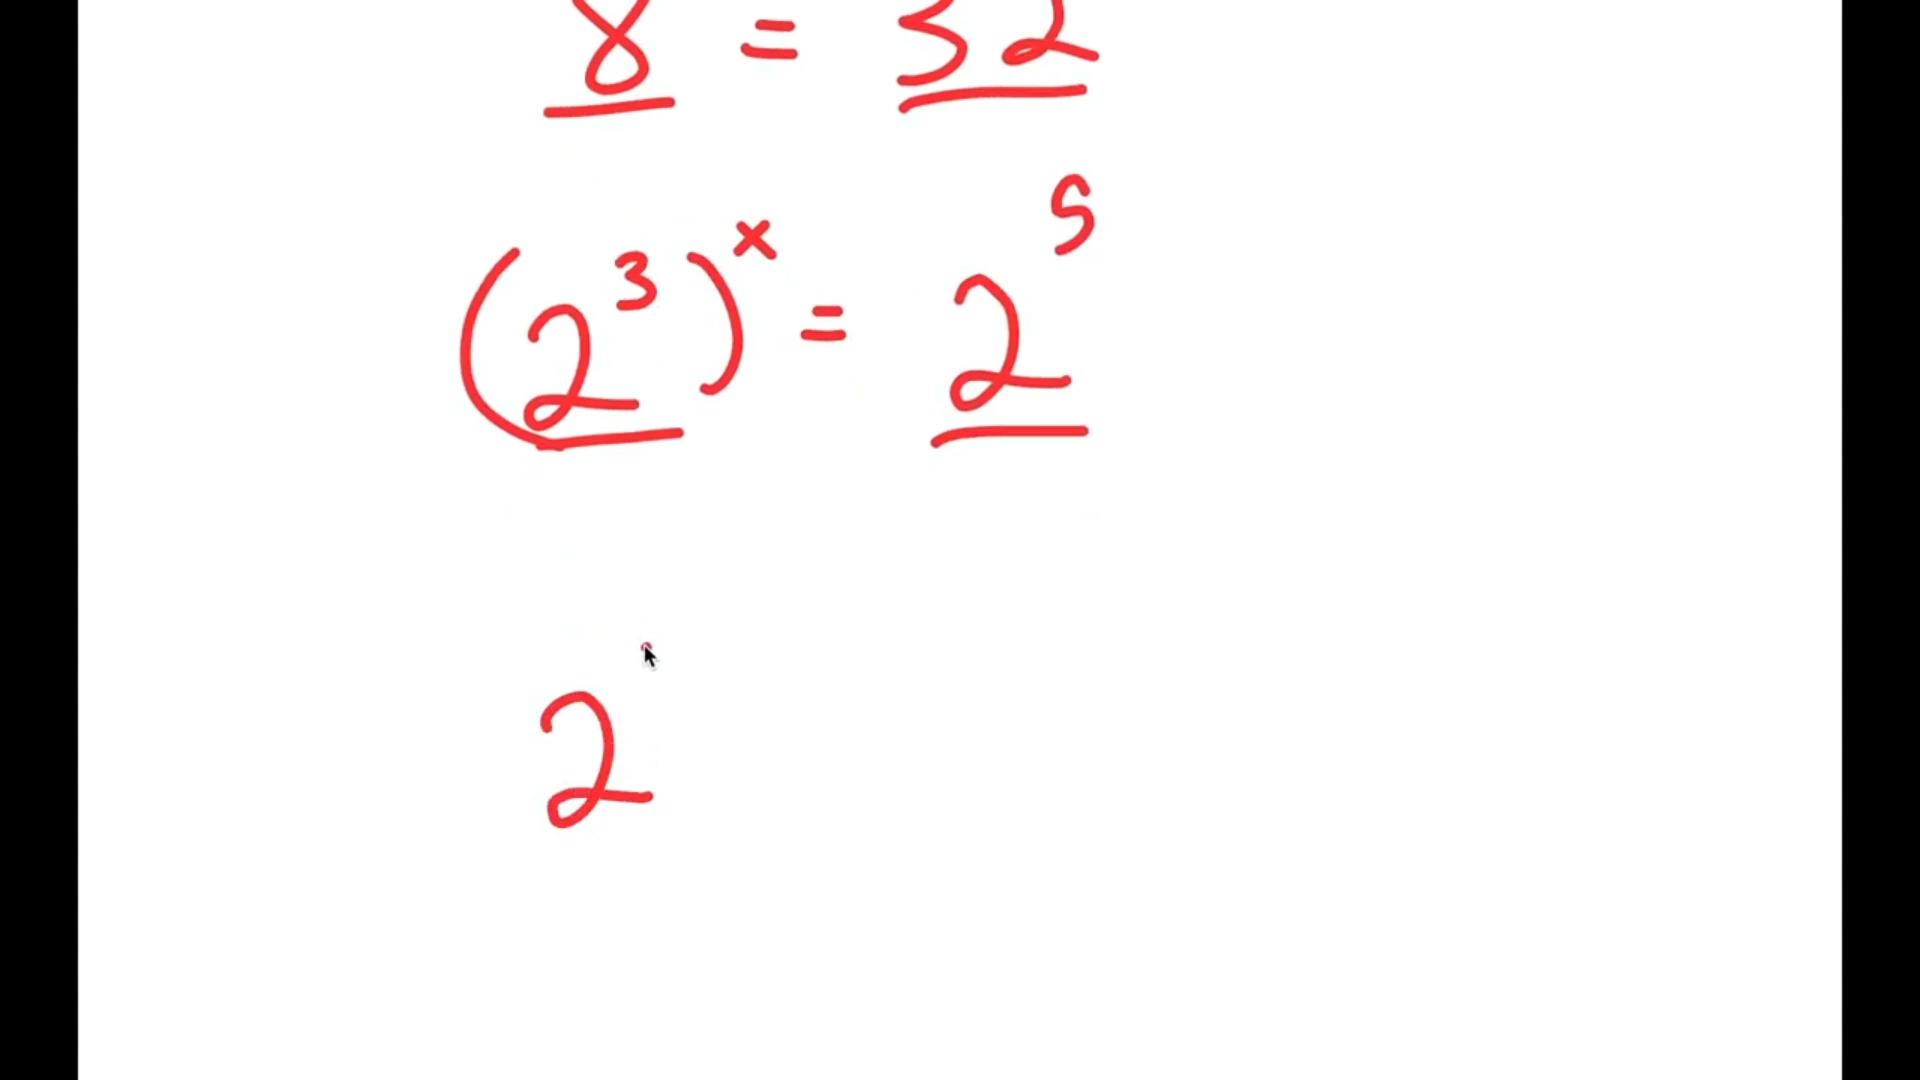 8 = 32
(2³)ˣ = 2⁵
2